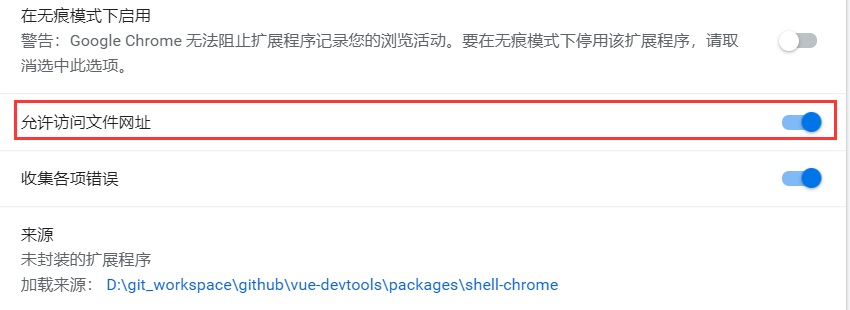 在无痕模式下启用
警告：Google Chrome 无法阻止扩展程序记录您的浏览活动。要在无痕模式下停用该扩展程序，请取
消选中此选项。
允许访问文件网址
收集各项错误
来源
未封装的扩展程序
加载来源： D:\git_workspace\github\vue-devtools\packages\shell-chrome